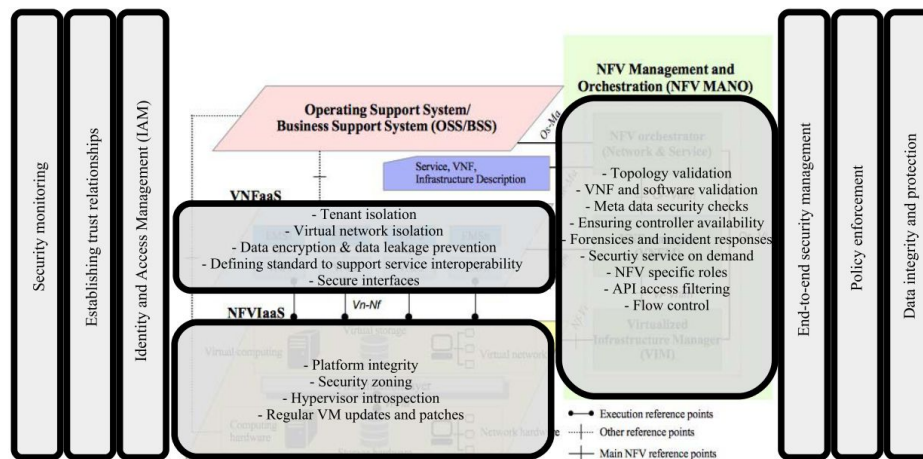 Security monitoring
Establishing trust relationships
Identity and Access Management (IAM)
Operating Support System/
Business Support System (OSS/BSS)
Os-Ma
NFV Management and
Orchestration (NFV MANO)
NFV orchestrator
(Network & Service)
Service, VNF,
Infrastructure Description
VNFaaS
- Tenant isolation
- Virtual network isolation
- Data encryption & data leakage prevention
- Defining standard to support service interoperability
- Secure interfaces
- Topology validation
- VNF and software validation
- Meta data security checks
- Ensuring controller availability
- Forensices and incident responses
- Securtiy service on demand
- NFV specific roles
- API access filtering
- Flow control
NFVIaaS
Vn-Nf
Virtual computing
Virtual storage
Virtual network
Virtualized
Infrastructure Manager
(VIM)
- Platform integrity
- Security zoning
- Hypervisor introspection
- Regular VM updates and patches
Computing
hardware
Network hardware
Execution reference points
Other reference points
Main NFV reference points
End-to-end security management
Policy enforcement
Data integrity and protection